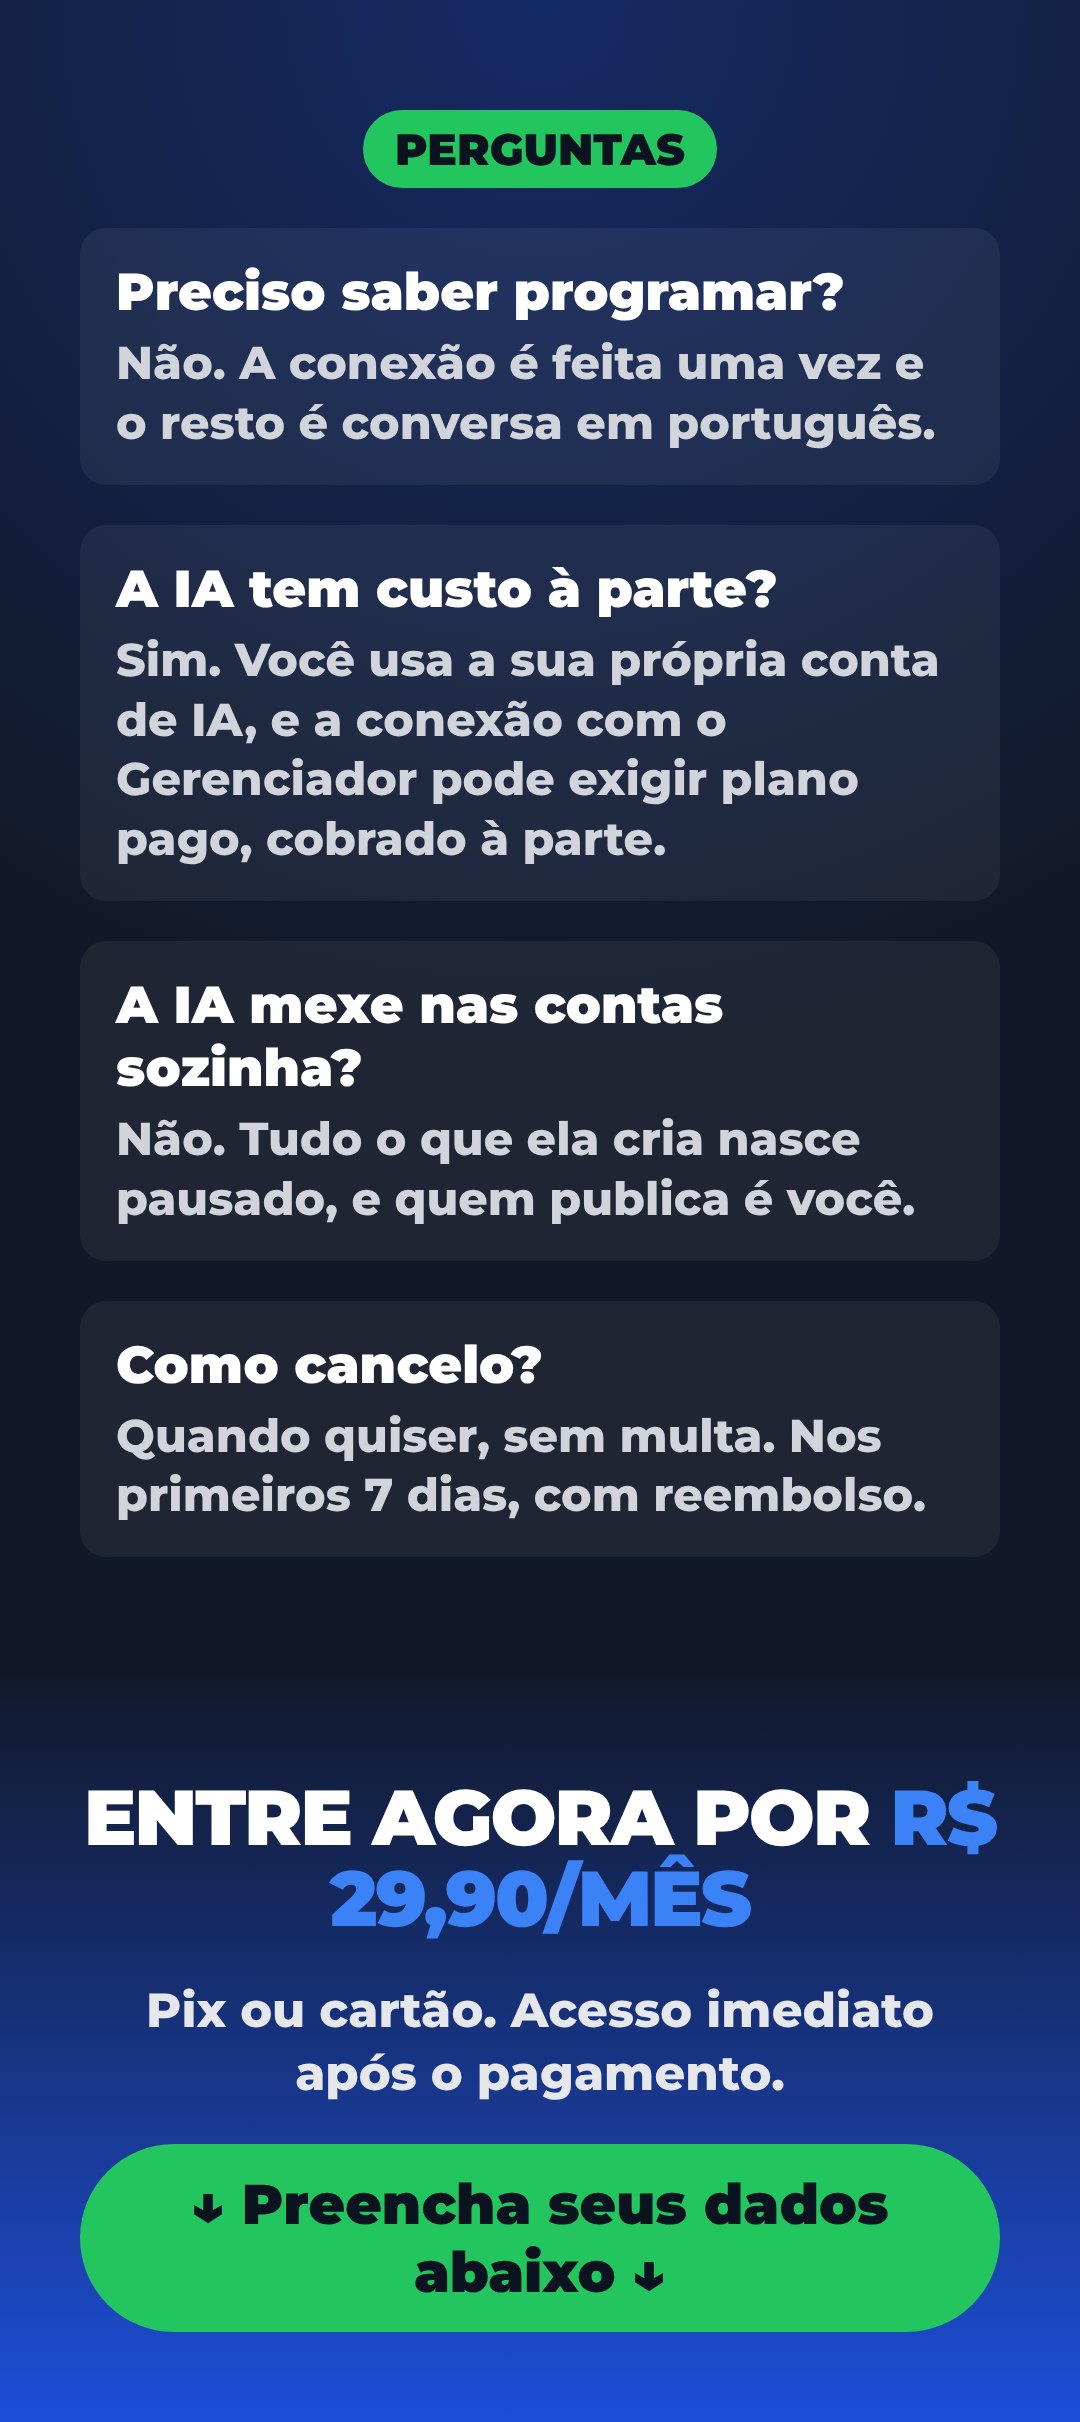 PERGUNTAS
Preciso saber programar?
Não. A conexão é feita uma vez e
o resto é conversa em português.
A IA tem custo à parte?
Sim. Você usa a sua própria conta
de IA, e a conexão com o
Gerenciador pode exigir plano
pago, cobrado à parte.
A IA mexe nas contas
sozinha?
Não. Tudo o que ela cria nasce
pausado, e quem publica é você.
Como cancelo?
Quando quiser, sem multa. Nos
primeiros 7 dias, com reembolso.
ENTRE AGORA POR R$
29,90/MÊS
Pix ou cartão. Acesso imediato
após o pagamento.
↓ Preencha seus dados
abaixo ↓